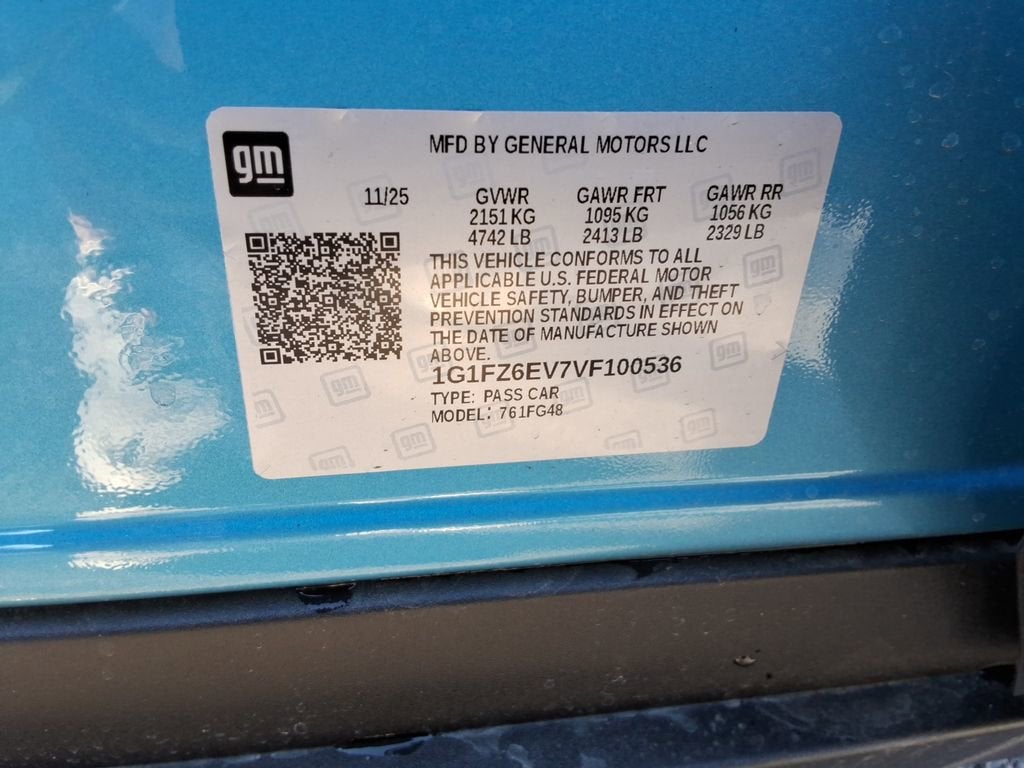 gm
MFD BY GENERAL MOTORS LLC
11/25 GVWR GAWR FRT GAWR RR
2151 KG 1095 KG 1056 KG
4742 LB 2413 LB 2329 LB
THIS VEHICLE CONFORMS TO ALL
APPLICABLE U.S. FEDERAL MOTOR
VEHICLE SAFETY, BUMPER, AND THEFT
PREVENTION STANDARDS IN EFFECT ON
THE DATE OF MANUFACTURE SHOWN
ABOVE.
1G1FZ6EV7VF100536
TYPE: PASS CAR
MODEL: 761FG48